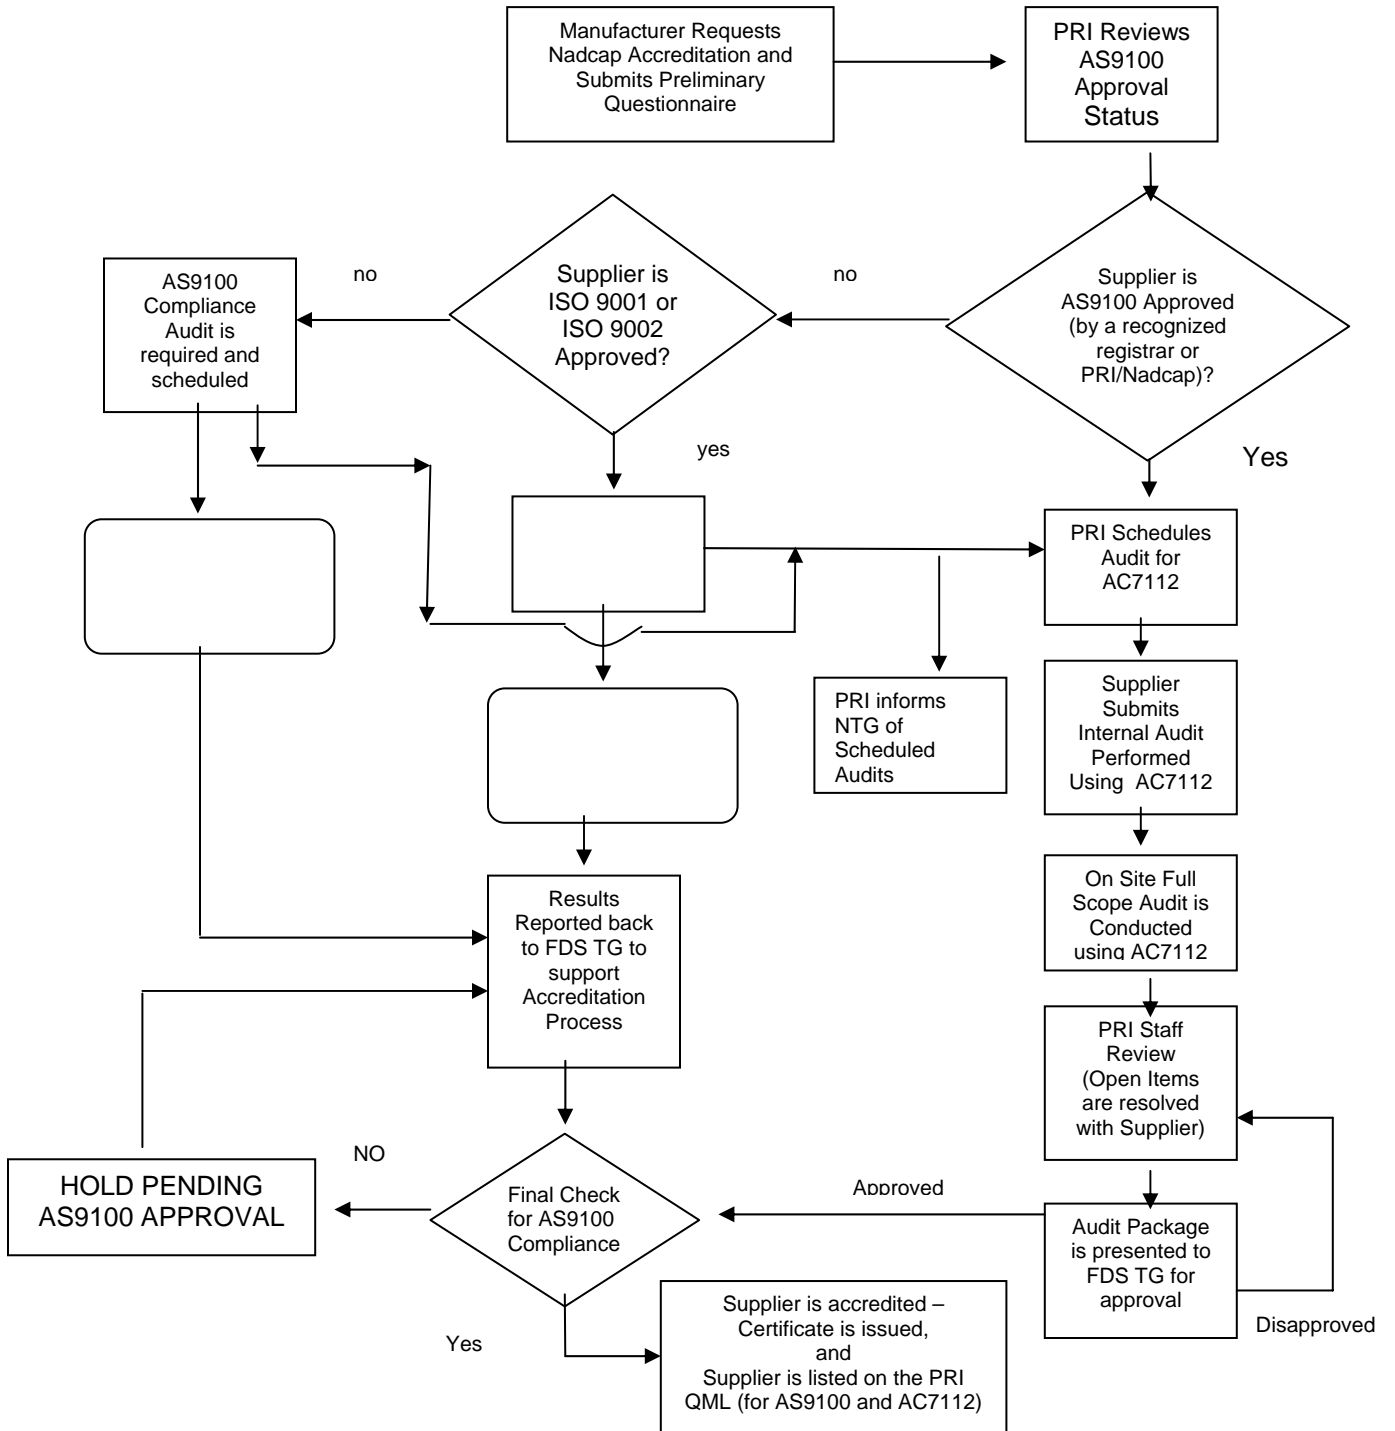 Manufacturer Requests
Nadcap Accreditation and
Submits Preliminary
Questionnaire
PRI Reviews
AS9100
Approval
Status
AS9100
Compliance
Audit is
required and
scheduled
no
Supplier is
ISO 9001 or
ISO 9002
Approved?
no
Supplier is
AS9100 Approved
(by a recognized
registrar or
PRI/Nadcap)?
yes
Yes
PRI Schedules
Audit for
AC7112
PRI informs
NTG of
Scheduled
Audits
Supplier
Submits
Internal Audit
Performed
Using AC7112
Results
Reported back
to FDS TG to
support
Accreditation
Process
On Site Full
Scope Audit is
Conducted
using AC7112
PRI Staff
Review
(Open Items
are resolved
with Supplier)
HOLD PENDING
AS9100 APPROVAL
NO
Final Check
for AS9100
Compliance
Approved
Audit Package
is presented to
FDS TG for
approval
Disapproved
Yes
Supplier is accredited –
Certificate is issued,
and
Supplier is listed on the PRI
QML (for AS9100 and AC7112)